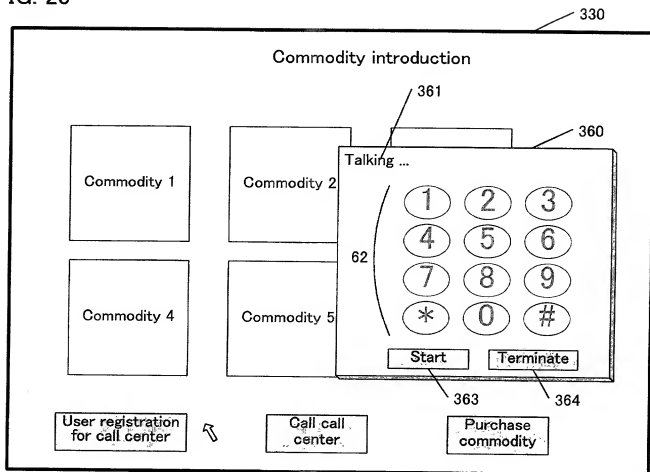 330
Commodity introduction
361
360
Talking ...
Commodity 1
Commodity 2
1 2 3
4 5 6
62
7 8 9
* 0 #
Commodity 4
Commodity 5
Start Terminate
363 364
User registration
for call center
Call call
center
Purchase
commodity